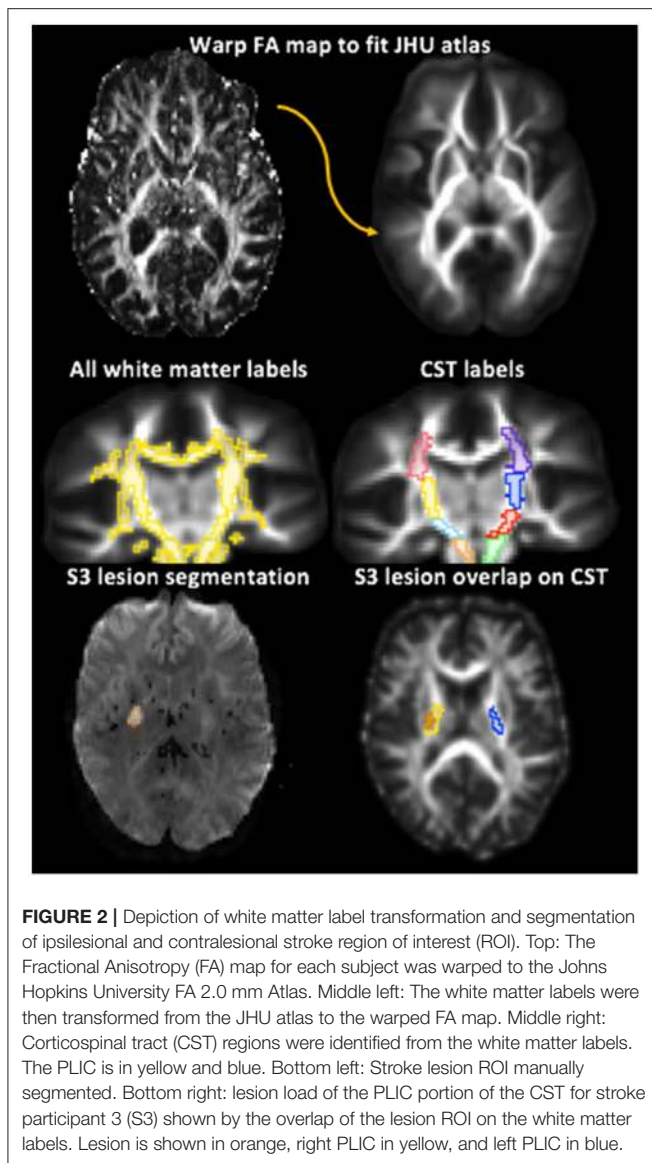 Warp FA map to fit JHU atlas
All white matter labels
CST labels
S3 lesion segmentation
S3 lesion overlap on CST
FIGURE 2 | Depiction of white matter label transformation and segmentation
of ipsilesional and contralesional stroke region of interest (ROI). Top: The
Fractional Anisotropy (FA) map for each subject was warped to the Johns
Hopkins University FA 2.0 mm Atlas. Middle left: The white matter labels were
then transformed from the JHU atlas to the warped FA map. Middle right:
Corticospinal tract (CST) regions were identified from the white matter labels.
The PLIC is in yellow and blue. Bottom left: Stroke lesion ROI manually
segmented. Bottom right: lesion load of the PLIC portion of the CST for stroke
participant 3 (S3) shown by the overlap of the lesion ROI on the white matter
labels. Lesion is shown in orange, right PLIC in yellow, and left PLIC in blue.